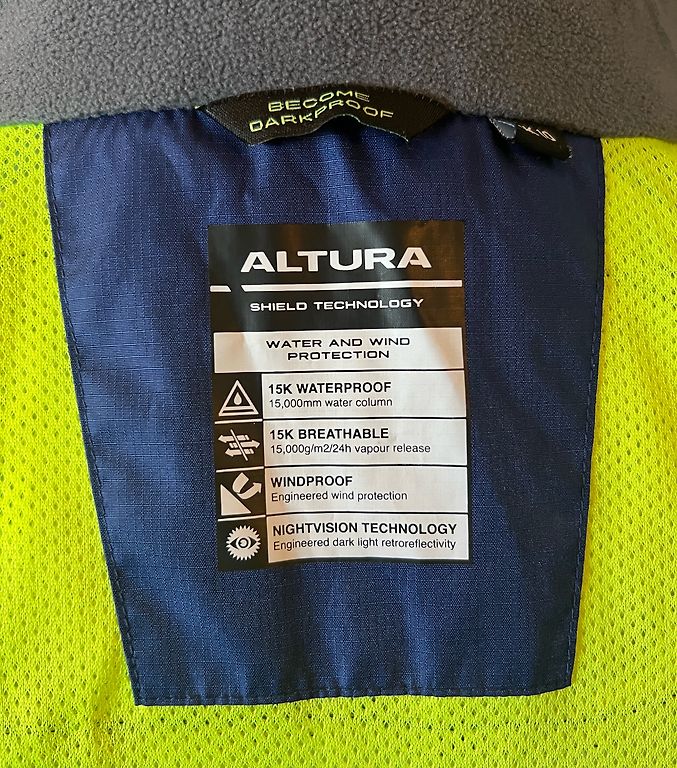 BECOME
DARKPROOF
K10
ALTURA
SHIELD TECHNOLOGY
WATER AND WIND
PROTECTION
15K WATERPROOF
15,000mm water column
15K BREATHABLE
15,000g/m2/24h vapour release
WINDPROOF
Engineered wind protection
NIGHTVISION TECHNOLOGY
Engineered dark light retroreflectivity